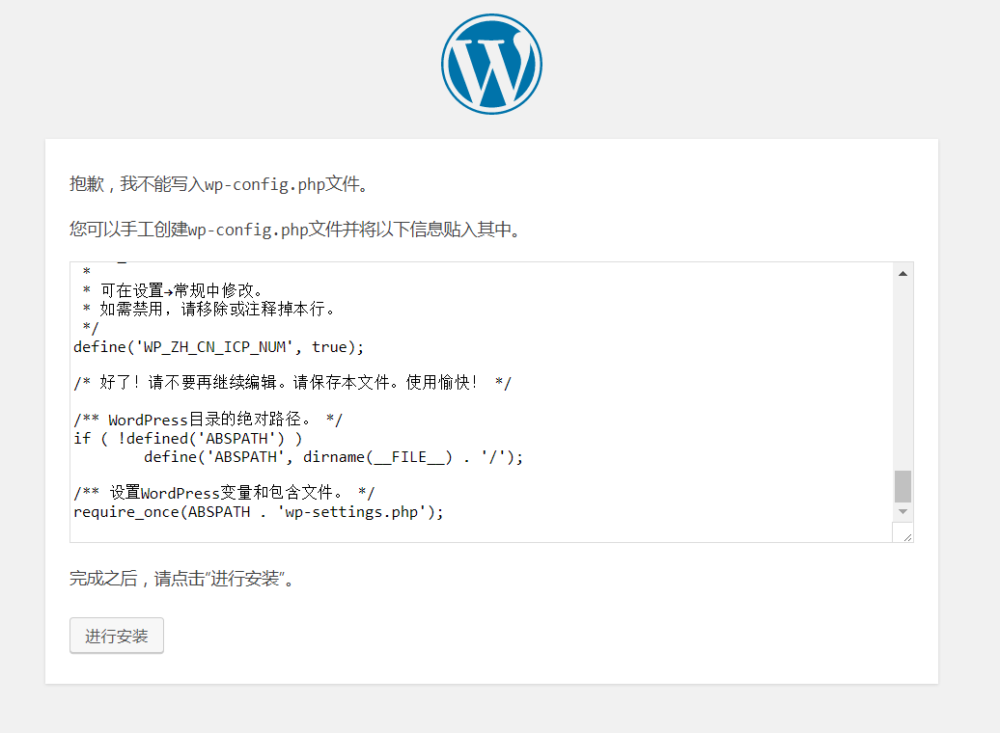 抱歉，我不能写入wp-config.php文件。
您可以手工创建wp-config.php文件并将以下信息贴入其中。
*
* 可在设置→常规中修改。
* 如需禁用，请移除或注释掉本行。
*/
define('WP_ZH_CN_ICP_NUM', true);
/* 好了！请不要再继续编辑。请保存本文件。使用愉快！ */
/** WordPress目录的绝对路径。 */
if ( !defined('ABSPATH') )
define('ABSPATH', dirname(__FILE__) . '/');
/** 设置WordPress变量和包含文件。 */
require_once(ABSPATH . 'wp-settings.php');
完成之后，请点击“进行安装”。
进行安装